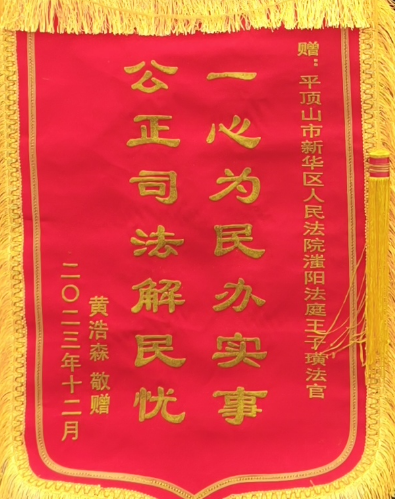 赠:平顶山市新华区人民法院滍阳法庭王子璜法官
一心为民办实事
公正司法解民忧
黄浩森 敬赠
二〇二三年十二月